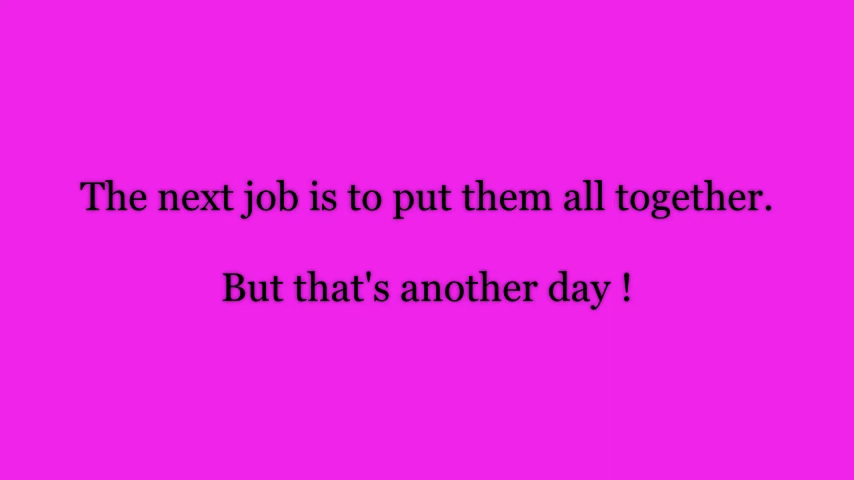 The next job is to put them all together.
But that's another day !